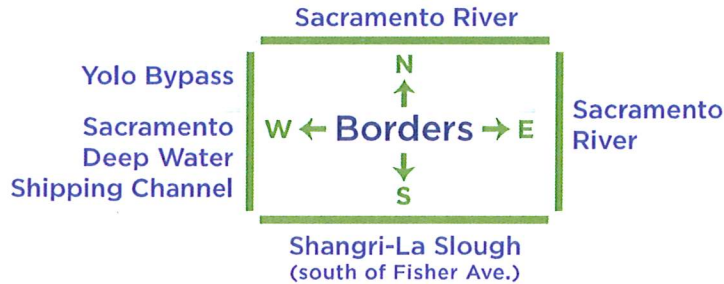 Sacramento River
N
Yolo Bypass
Sacramento
Deep Water
Shipping Channel
W Borders E
Sacramento
River
S
Shangri-La Slough
(south of Fisher Ave.)